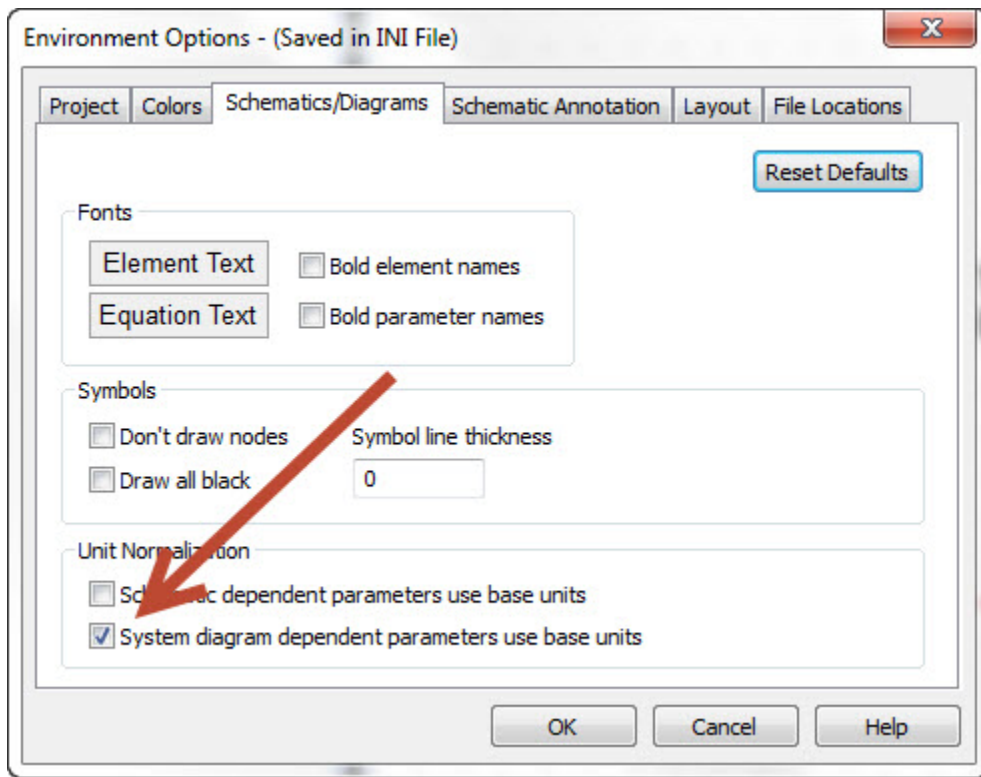 Environment Options - (Saved in INI File)
Project Colors Schematics/Diagrams Schematic Annotation Layout File Locations
Reset Defaults
Fonts
Element Text Bold element names
Equation Text Bold parameter names
Symbols
Don't draw nodes Symbol line thickness
Draw all black 0
Unit Normalization
dependent parameters use base units
System diagram dependent parameters use base units
OK Cancel Help